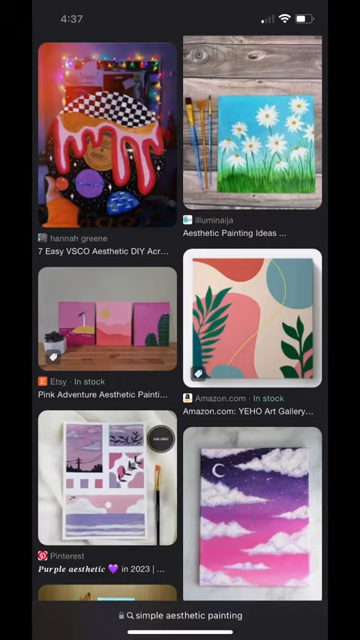 4:37
hannah greene
7 Easy VSCO Aesthetic DIY Acr...
illuminaija
Aesthetic Painting Ideas ...
Etsy · In stock
Pink Adventure Aesthetic Painti...
Amazon.com · In stock
Amazon.com: YEHO Art Gallery...
Pinterest
Purple aesthetic 💜 in 2023 | ...
simple aesthetic painting